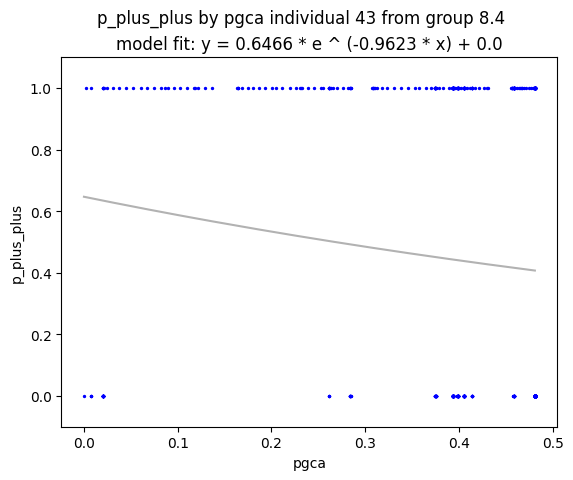 p_plus_plus by pgca individual 43 from group 8.4
model fit: y = 0.6466 * e ^ (-0.9623 * x) + 0.0
1.0
0.8
0.6
0.4
0.2
0.0
p_plus_plus
0.0 0.1 0.2 0.3 0.4 0.5
pgca